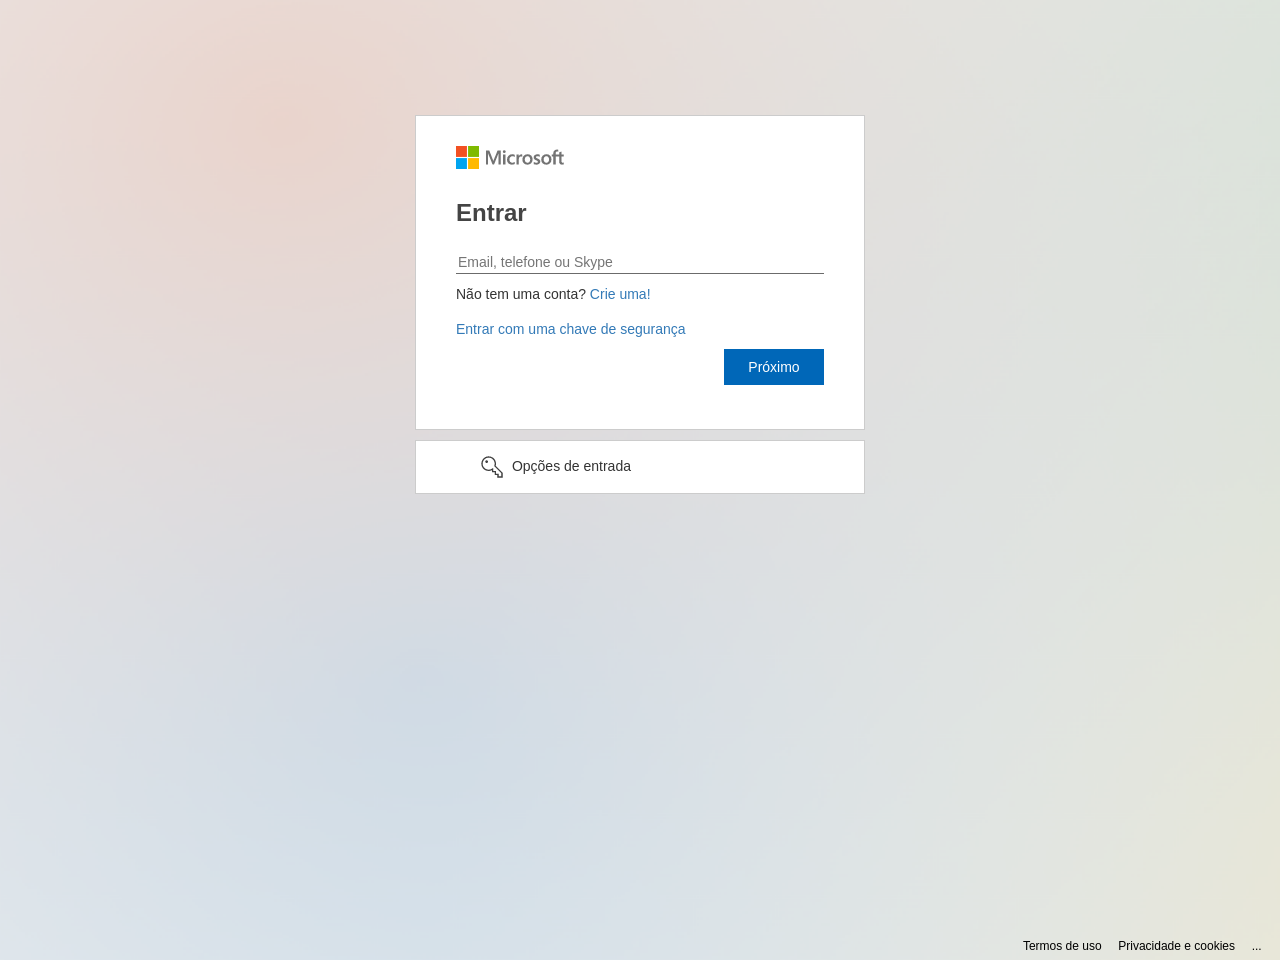 Microsoft
Entrar
Email, telefone ou Skype
Não tem uma conta? Crie uma!
Entrar com uma chave de segurança
Próximo
Opções de entrada
Termos de uso Privacidade e cookies ...